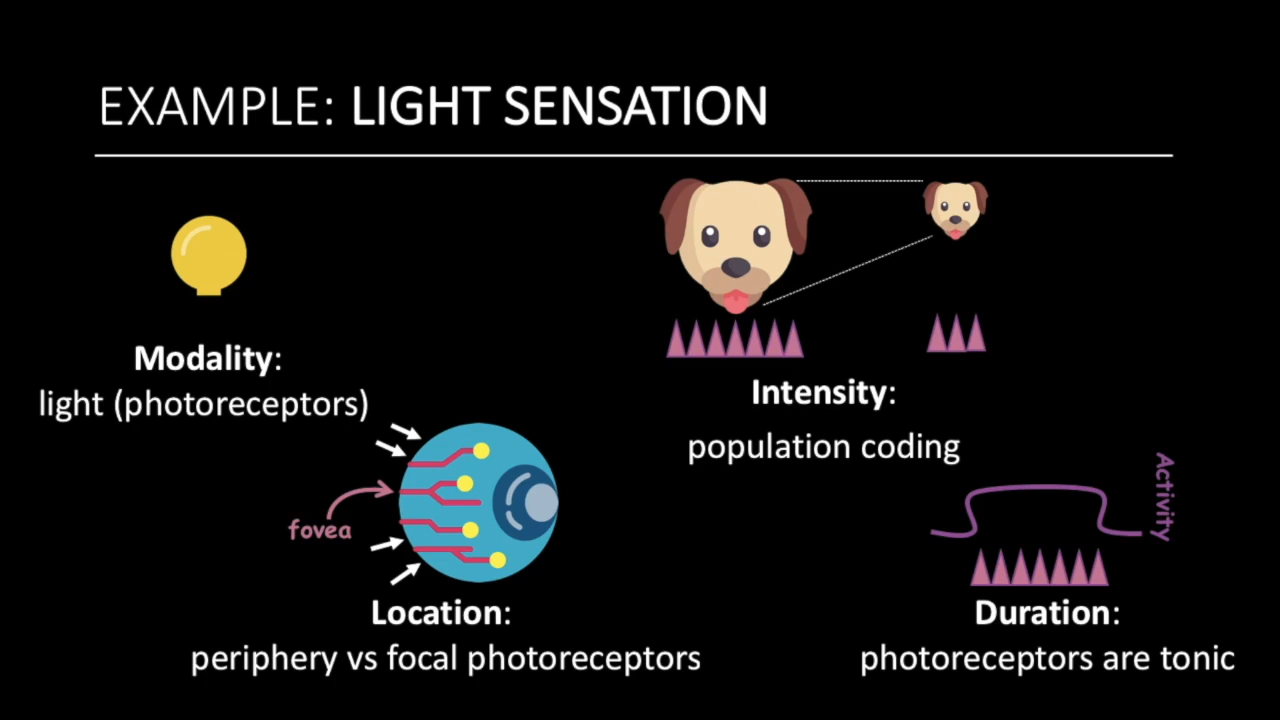 EXAMPLE: LIGHT SENSATION
Modality:
light (photoreceptors)
Intensity:
population coding
fovea
Location:
periphery vs focal photoreceptors
Activity
Duration:
photoreceptors are tonic